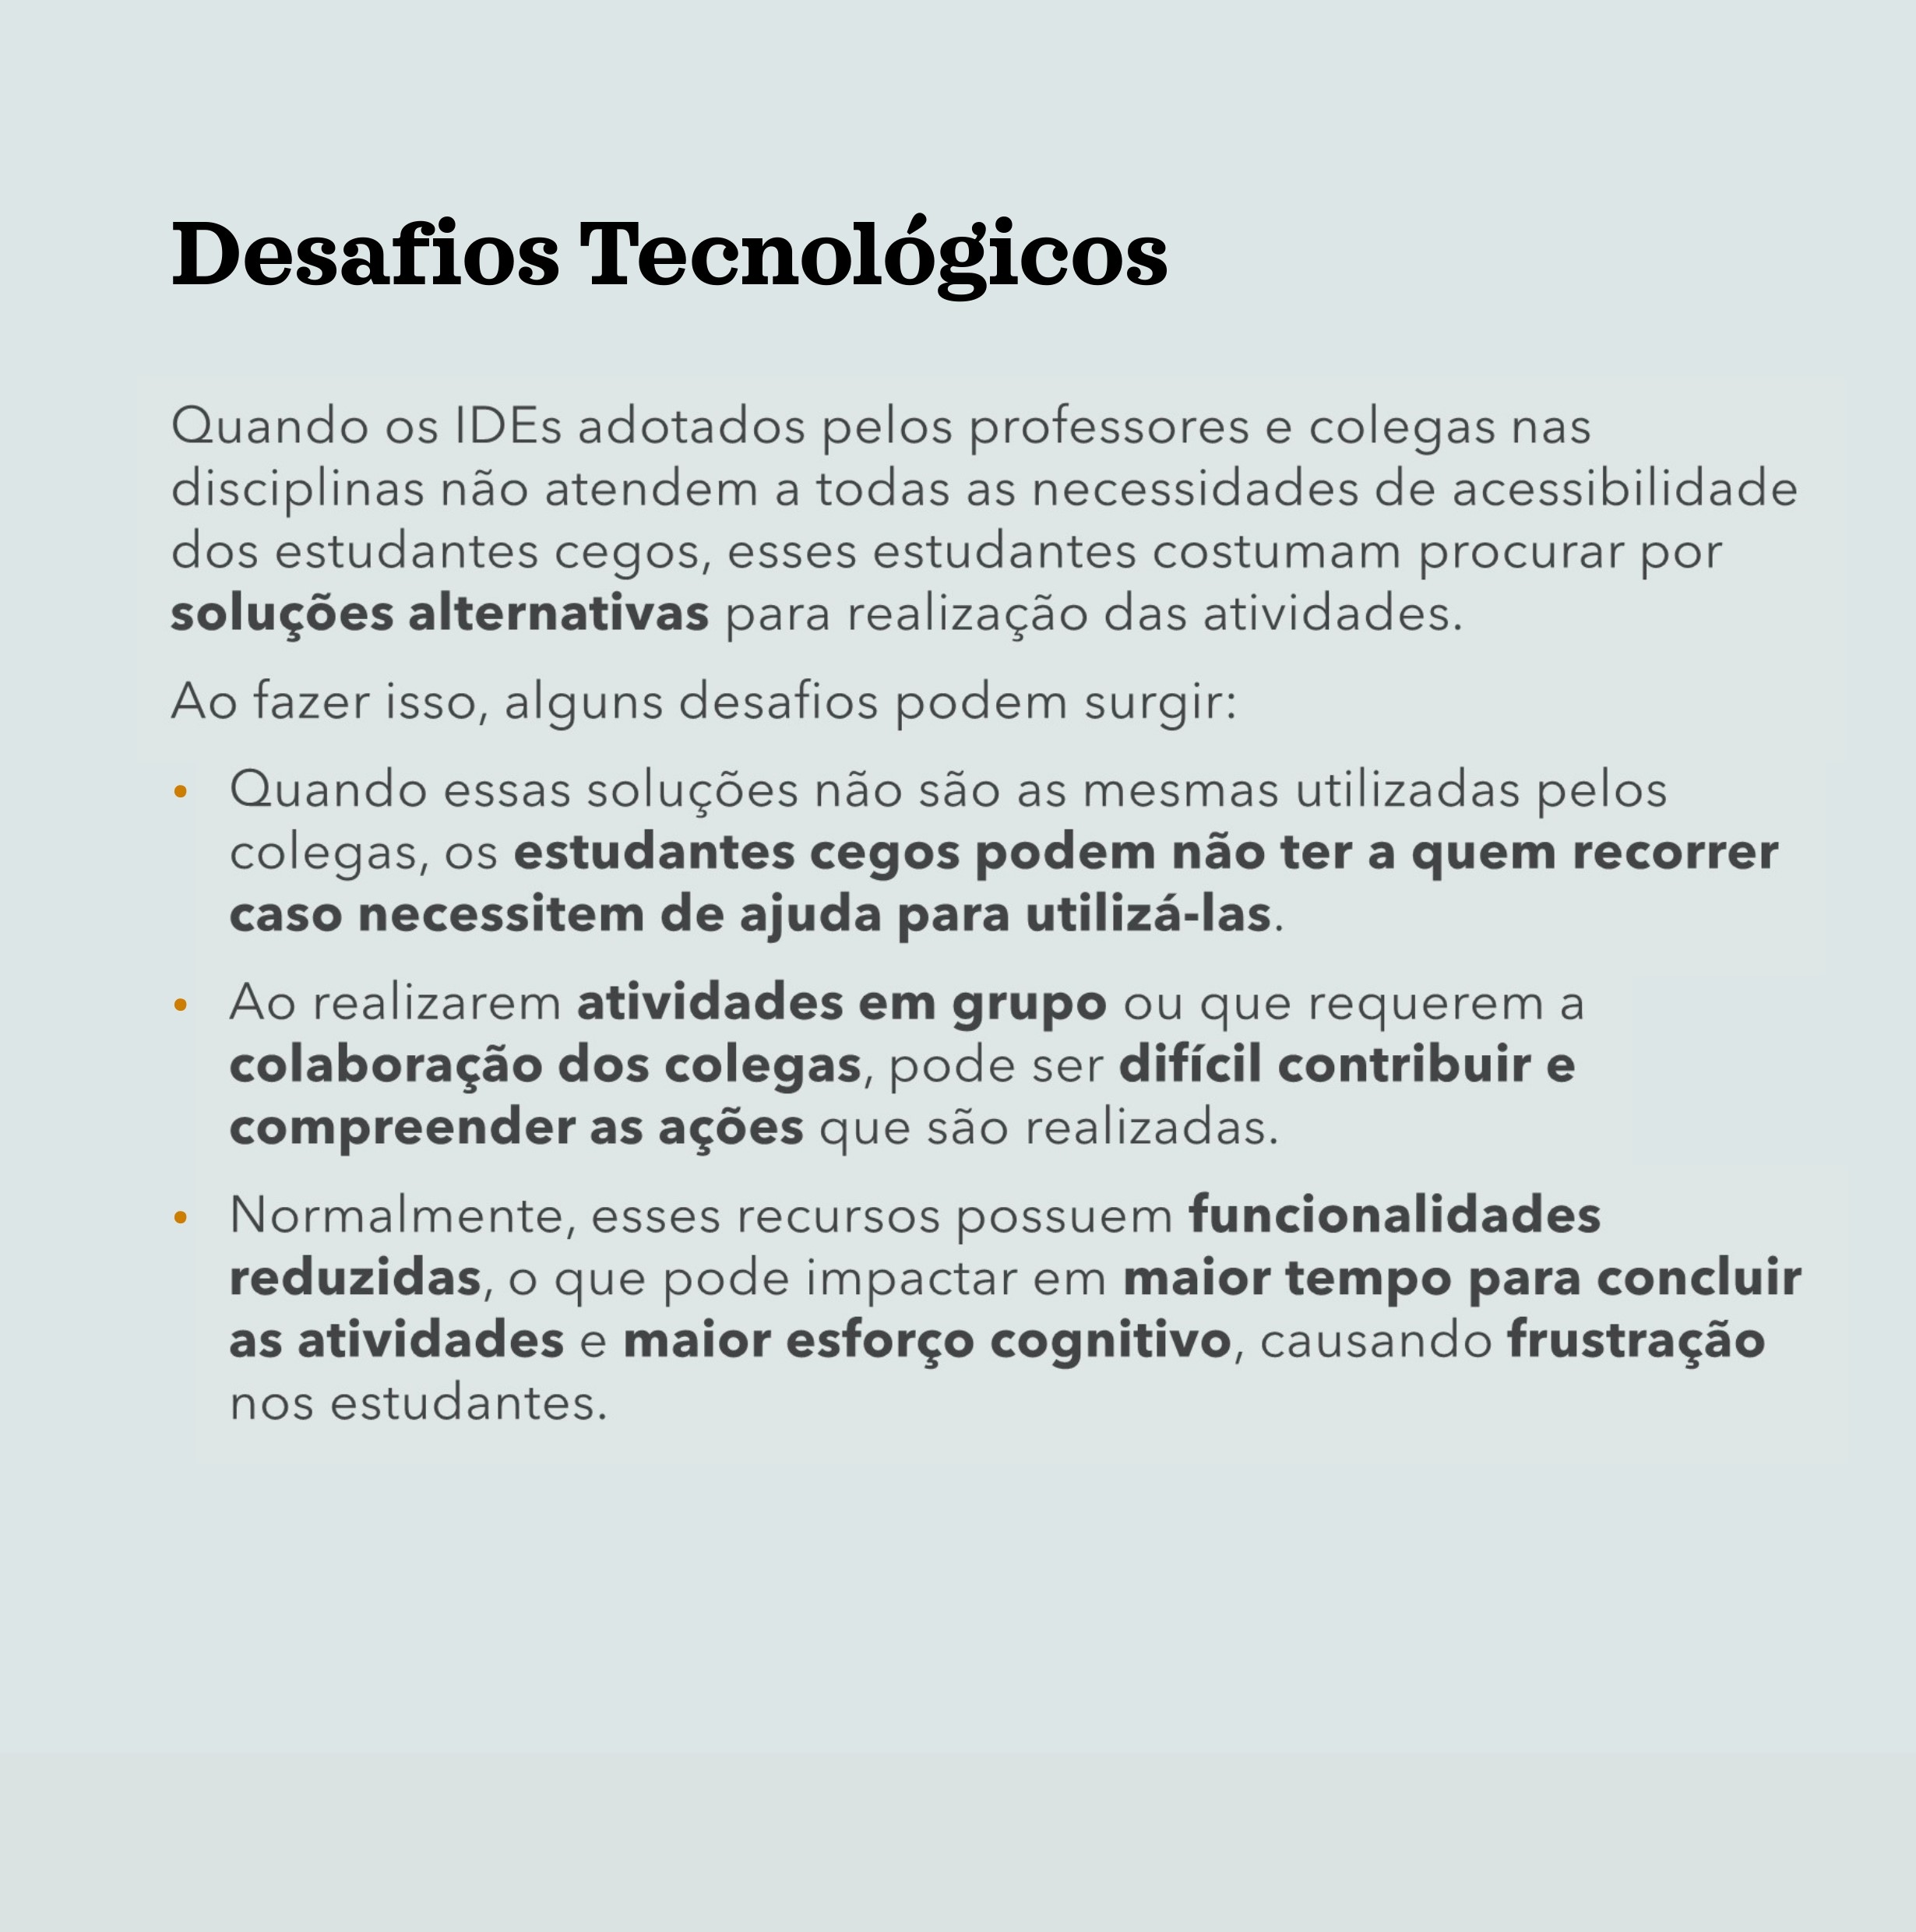 Desafios Tecnológicos
Quando os IDEs adotados pelos professores e colegas nas
disciplinas não atendem a todas as necessidades de acessibilidade
dos estudantes cegos, esses estudantes costumam procurar por
soluções alternativas para realização das atividades.
Ao fazer isso, alguns desafios podem surgir:
• Quando essas soluções não são as mesmas utilizadas pelos
colegas, os estudantes cegos podem não ter a quem recorrer
caso necessitem de ajuda para utilizá-las.
• Ao realizarem atividades em grupo ou que requerem a
colaboração dos colegas, pode ser difícil contribuir e
compreender as ações que são realizadas.
• Normalmente, esses recursos possuem funcionalidades
reduzidas, o que pode impactar em maior tempo para concluir
as atividades e maior esforço cognitivo, causando frustração
nos estudantes.